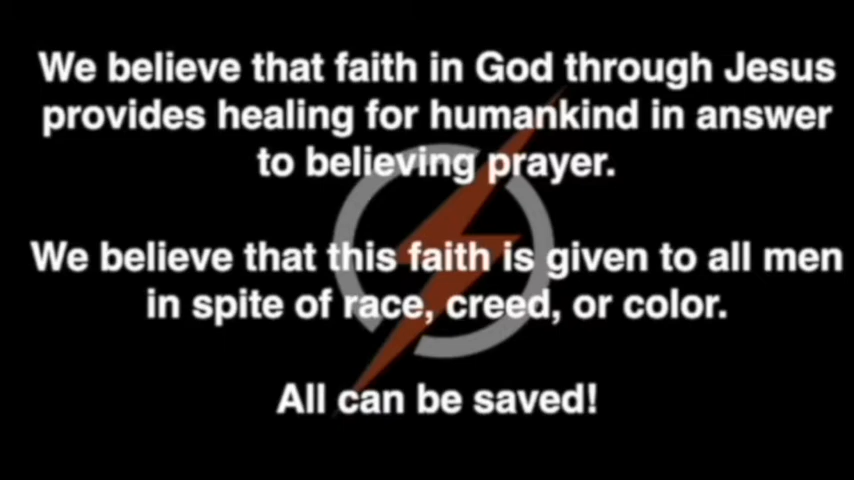 We believe that faith in God through Jesus
provides healing for humankind in answer
to believing prayer.
We believe that this faith is given to all men
in spite of race, creed, or color.
All can be saved!